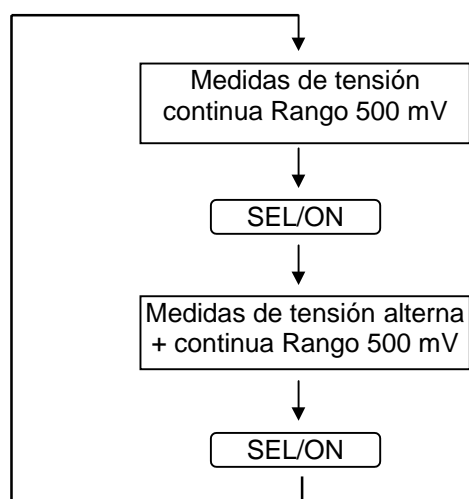 Medidas de tensión
continua Rango 500 mV
SEL/ON
Medidas de tensión alterna
+ continua Rango 500 mV
SEL/ON